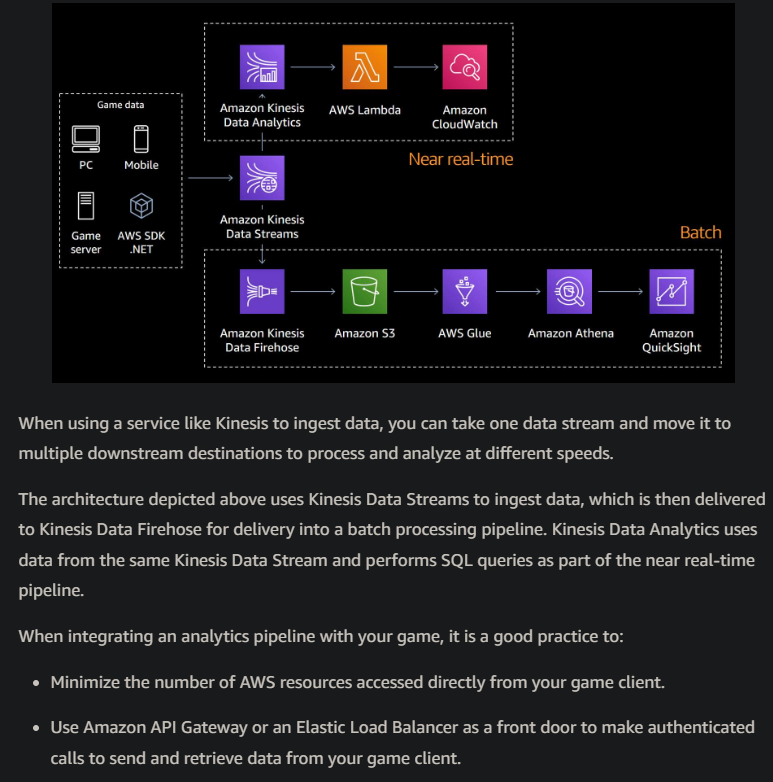 Game data
PC
Mobile
Game
server
AWS SDK
.NET
Amazon Kinesis
Data Analytics
AWS Lambda
Amazon
CloudWatch
Near real-time
Amazon Kinesis
Data Streams
Batch
Amazon Kinesis
Data Firehose
Amazon S3
AWS Glue
Amazon Athena
Amazon
QuickSight
When using a service like Kinesis to ingest data, you can take one data stream and move it to
multiple downstream destinations to process and analyze at different speeds.
The architecture depicted above uses Kinesis Data Streams to ingest data, which is then delivered
to Kinesis Data Firehose for delivery into a batch processing pipeline. Kinesis Data Analytics uses
data from the same Kinesis Data Stream and performs SQL queries as part of the near real-time
pipeline.
When integrating an analytics pipeline with your game, it is a good practice to:
• Minimize the number of AWS resources accessed directly from your game client.
• Use Amazon API Gateway or an Elastic Load Balancer as a front door to make authenticated
calls to send and retrieve data from your game client.